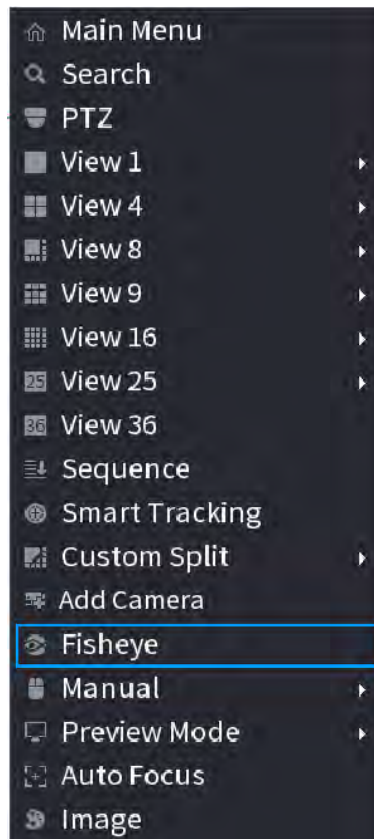 Main Menu
Search
PTZ
View 1
View 4
View 8
View 9
View 16
25 View 25
36 View 36
Sequence
Smart Tracking
Custom Split
Add Camera
Fisheye
Manual
Preview Mode
Auto Focus
Image